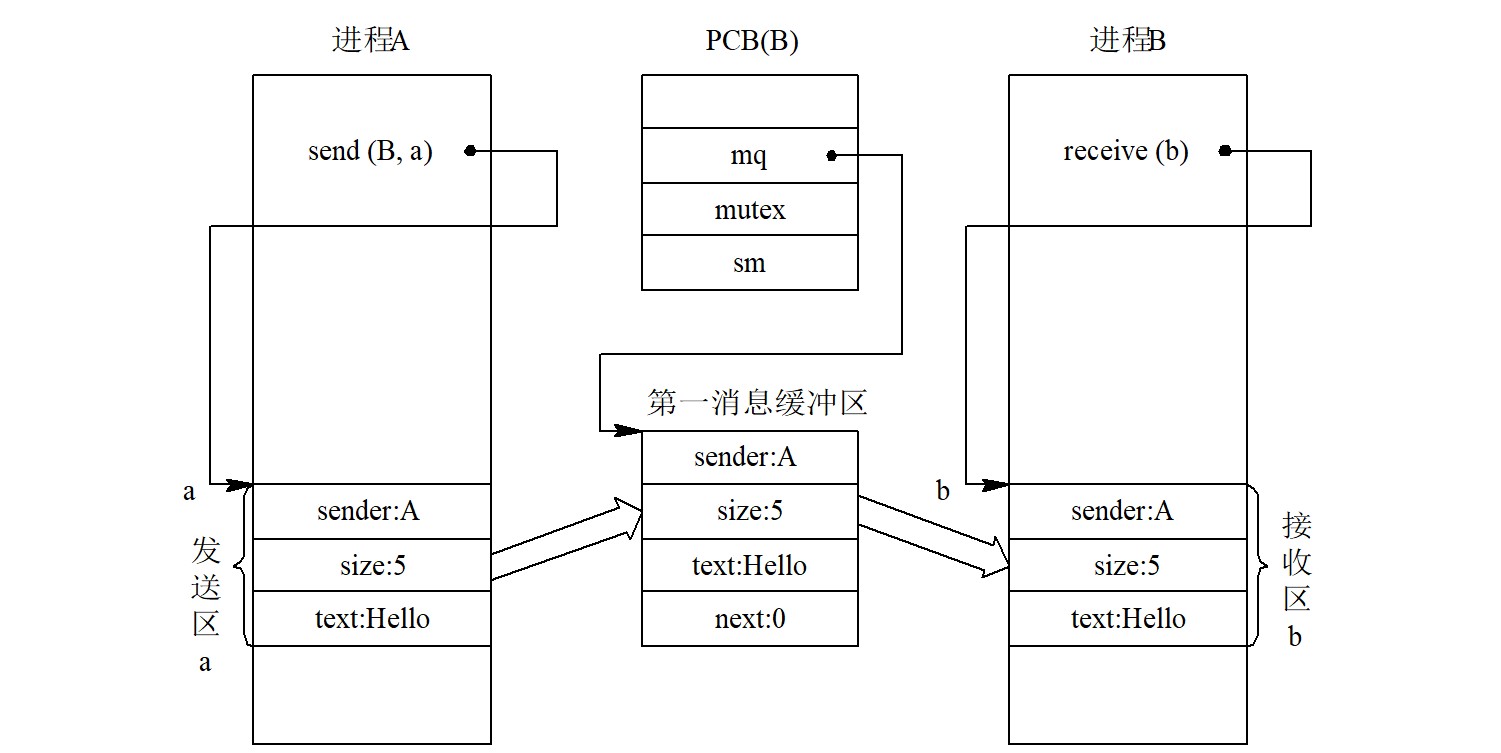 进程A
send (B, a)
a
发送区a
sender:A
size:5
text:Hello
PCB(B)
mq
mutex
sm
第一消息缓冲区
sender:A
size:5
text:Hello
next:0
进程B
receive (b)
b
sender:A
size:5
text:Hello
接收区b